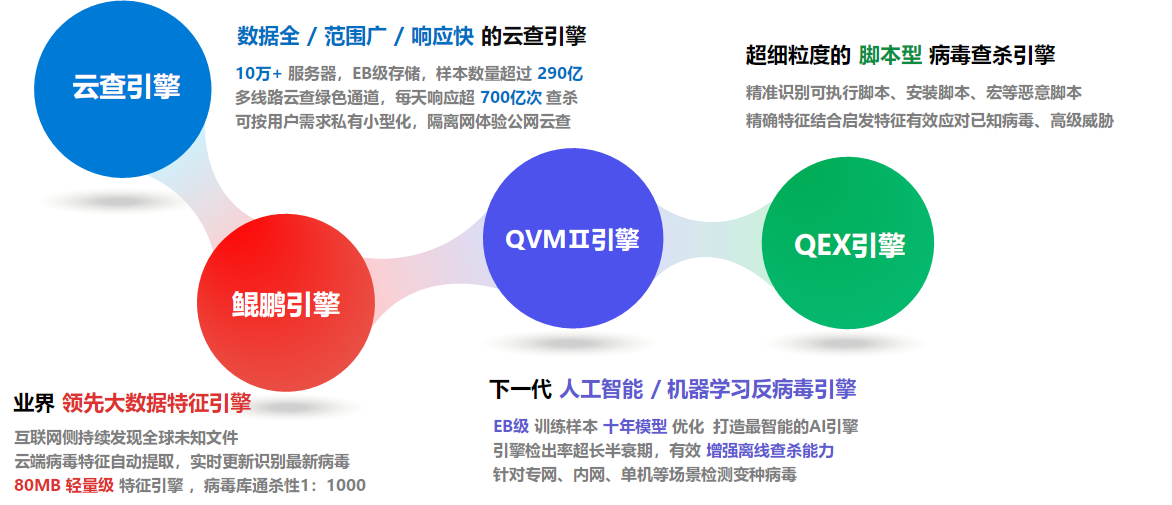 云查引擎
数据全 / 范围广 / 响应快 的云查引擎
10万+ 服务器，EB级存储，样本数量超过 290亿
多线路云查绿色通道，每天响应超 700亿次 查杀
可按用户需求私有小型化，隔离网体验公网云查
鲲鹏引擎
业界 领先大数据特征引擎
互联网侧持续发现全球未知文件
云端病毒特征自动提取，实时更新识别最新病毒
80MB 轻量级 特征引擎 ，病毒库通杀性1：1000
QVMⅡ引擎
下一代 人工智能 / 机器学习反病毒引擎
EB级 训练样本 十年模型 优化 打造最智能的AI引擎
引擎检出率超长半衰期，有效 增强离线查杀能力
针对专网、内网、单机等场景检测变种病毒
QEX引擎
超细粒度的 脚本型 病毒查杀引擎
精准识别可执行脚本、安装脚本、宏等恶意脚本
精确特征结合启发特征有效应对已知病毒、高级威胁